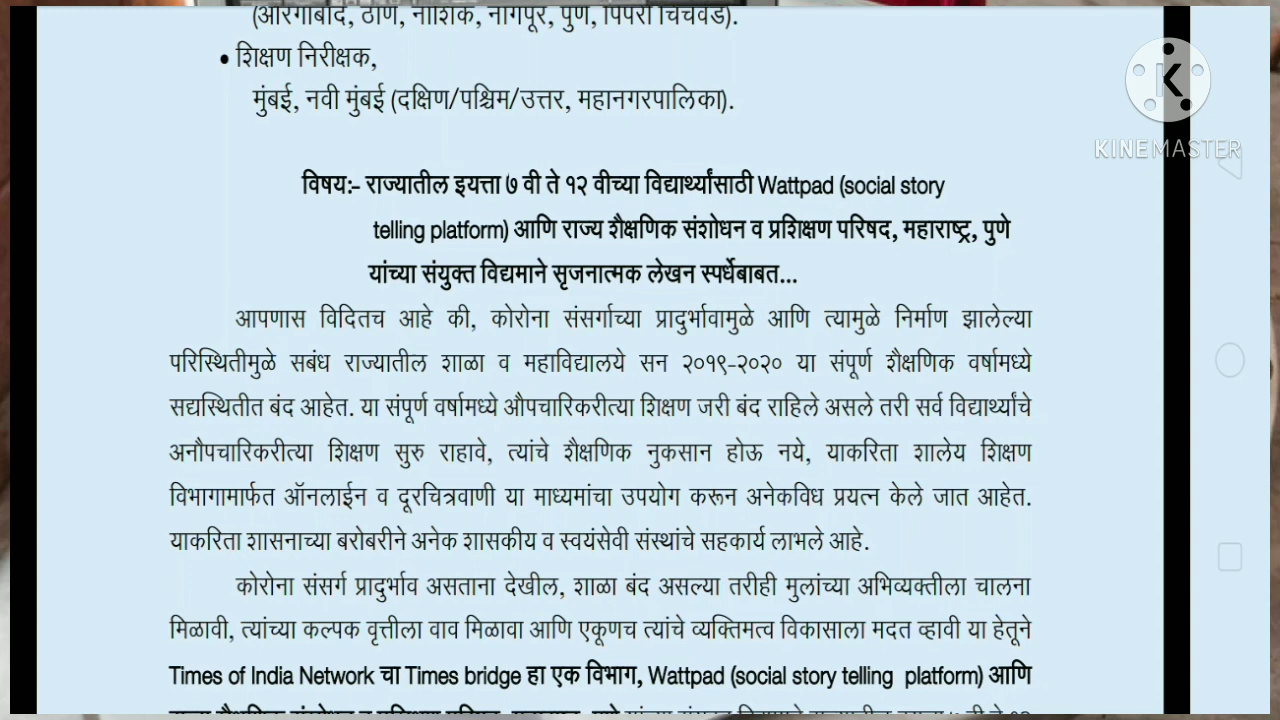 (औरंगाबाद, ठाणे, नाशिक, नागपूर, पुणे, पिंपरी चिंचवड).
• शिक्षण निरीक्षक,
मुंबई, नवी मुंबई (दक्षिण/पश्चिम/उत्तर, महानगरपालिका).
KINEMASTER
विषय:- राज्यातील इयत्ता ७ वी ते १२ वीच्या विद्यार्थ्यांसाठी Wattpad (social story
telling platform) आणि राज्य शैक्षणिक संशोधन व प्रशिक्षण परिषद, महाराष्ट्र, पुणे
यांच्या संयुक्त विद्यमाने सृजनात्मक लेखन स्पर्धेबाबत...
आपणास विदितच आहे की, कोरोना संसर्गाच्या प्रादुर्भावामुळे आणि त्यामुळे निर्माण झालेल्या
परिस्थितीमुळे सबंध राज्यातील शाळा व महाविद्यालये सन २०१९-२०२० या संपूर्ण शैक्षणिक वर्षामध्ये
सद्यस्थितीत बंद आहेत. या संपूर्ण वर्षामध्ये औपचारिकरीत्या शिक्षण जरी बंद राहिले असले तरी सर्व विद्यार्थ्यांचे
अनौपचारिकरीत्या शिक्षण सुरु राहावे, त्यांचे शैक्षणिक नुकसान होऊ नये, याकरिता शालेय शिक्षण
विभागामार्फत ऑनलाईन व दूरचित्रवाणी या माध्यमांचा उपयोग करून अनेकविध प्रयत्न केले जात आहेत.
याकरिता शासनाच्या बरोबरीने अनेक शासकीय व स्वयंसेवी संस्थांचे सहकार्य लाभले आहे.
कोरोना संसर्ग प्रादुर्भाव असताना देखील, शाळा बंद असल्या तरीही मुलांच्या अभिव्यक्तीला चालना
मिळावी, त्यांच्या कल्पक वृत्तीला वाव मिळावा आणि एकूणच त्यांचे व्यक्तिमत्व विकासाला मदत व्हावी या हेतूने
Times of India Network चा Times bridge हा एक विभाग, Wattpad (social story telling platform) आणि